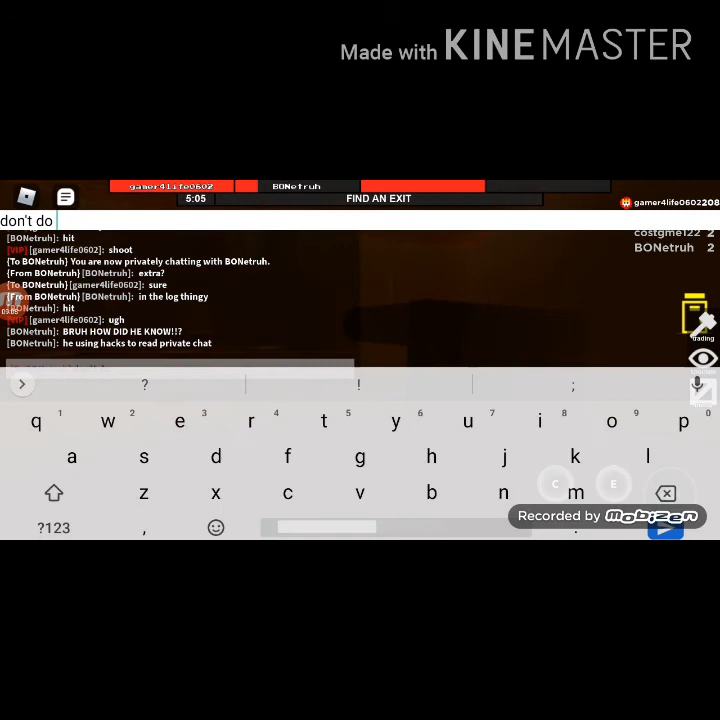 Made with KINEMASTER
gamer4life0602
BONetruh
5:05
FIND AN EXIT
gamer4life0602208
don't do
costgme122 2
[BONetruh]: hit
BONetruh 2
[VIP][gamer4life0602]: shoot
{To BONetruh} You are now privately chatting with BONetruh.
{From BONetruh}[BONetruh]: extra?
{To BONetruh}[gamer4life0602]: sure
{From BONetruh}[BONetruh]: in the log thingy
[BONetruh]: hit
[VIP][gamer4life0602]: ugh
[BONetruh]: BRUH HOW DID HE KNOW!!?
trading
[BONetruh]: he using hacks to read private chat
? ! ;
1 2 3 4 5 6 7 8 9 0
q w e r t y u i o p
a s d f g h j k l
C E
z x c v b n m
Recorded by mobizen
?123 , .